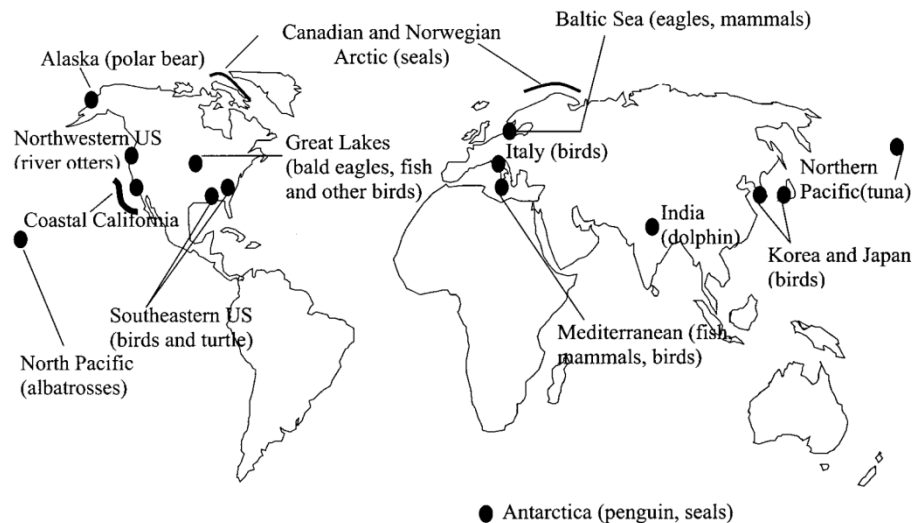 Baltic Sea (eagles, mammals)
Canadian and Norwegian
Arctic (seals)
Alaska (polar bear)
Northwestern US
(river otters)
Great Lakes
(bald eagles, fish
and other birds)
Italy (birds)
Northern
Pacific(tuna)
Coastal California
India
(dolphin)
Korea and Japan
(birds)
Southeastern US
(birds and turtle)
Mediterranean (fish,
mammals, birds)
North Pacific
(albatrosses)
Antarctica (penguin, seals)